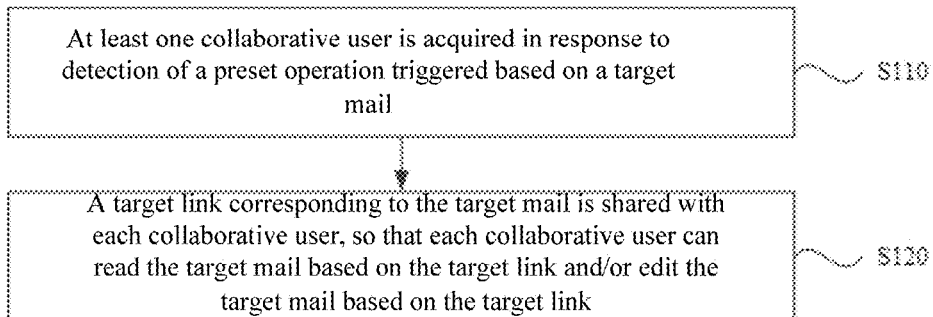 At least one collaborative user is acquired in response to
detection of a preset operation triggered based on a target
mail
S110
A target link corresponding to the target mail is shared with
each collaborative user, so that each collaborative user can
read the target mail based on the target link and/or edit the
target mail based on the target link
S120